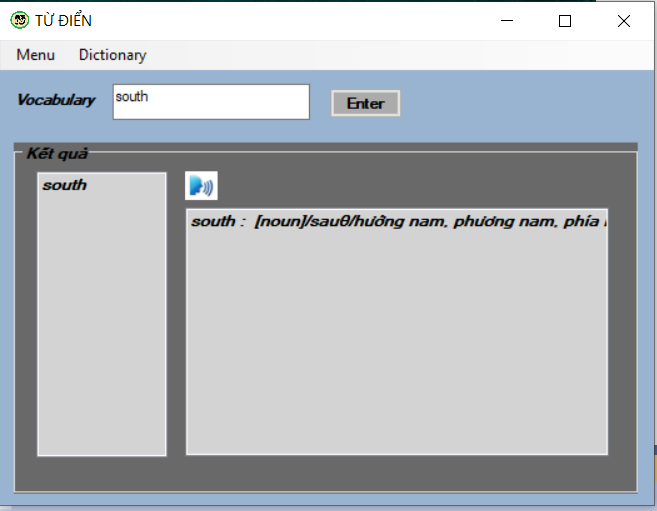 TỪ ĐIỂN
Menu Dictionary
Vocabulary south Enter
Kết quả
south
south : [noun]/sauθ/hướng nam, phương nam, phía